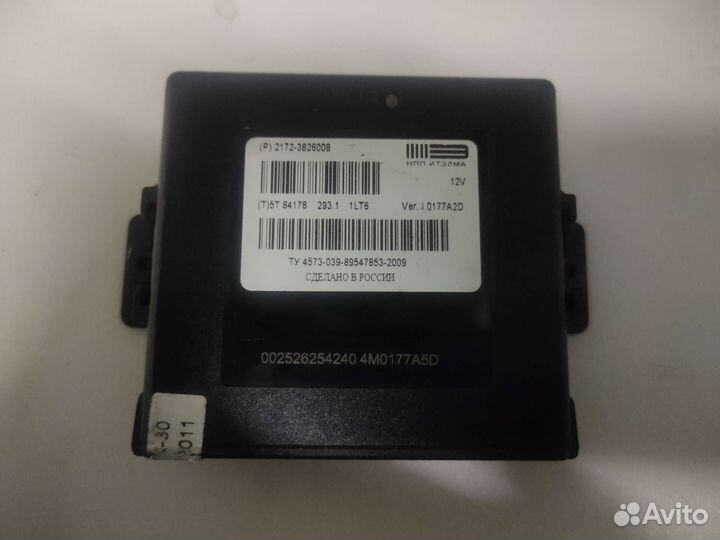 (P) 2172-3826008
НПП ИТЭЛМА
12V
(T)5T 84178 293.1 1LT6
Ver. I.0177A2D
ТУ 4573-039-89547853-2009
СДЕЛАНО В РОССИИ
002526254240 4M0177A5D
-30
2011
Avito